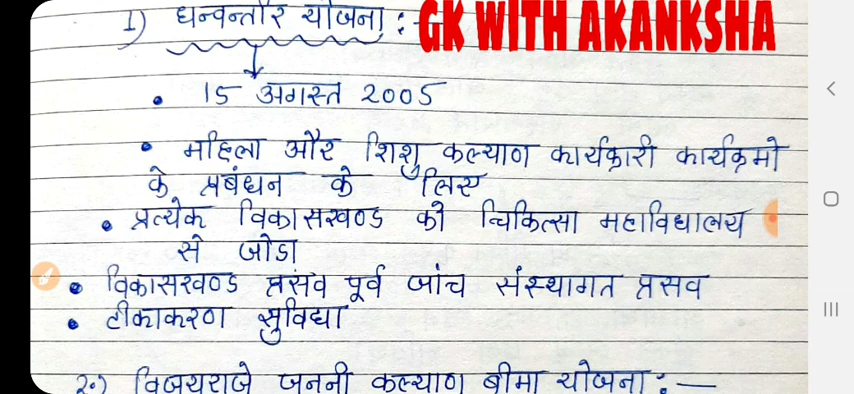 1) धन्वन्तरि योजना : -
GK WITH AKANKSHA
• 15 अगस्त 2005
• महिला और शिशु कल्याण कार्यकारी कार्यक्रमो
के प्रबंधन के लिए
• प्रत्येक विकासखण्ड को चिकित्सा महाविद्यालय
से जोडा
• विकासखण्ड प्रसव पूर्व जांच संस्थागत प्रसव
• टीकाकरण सुविधा
2.) विजयराजे जननी कल्याण बीमा योजना : —